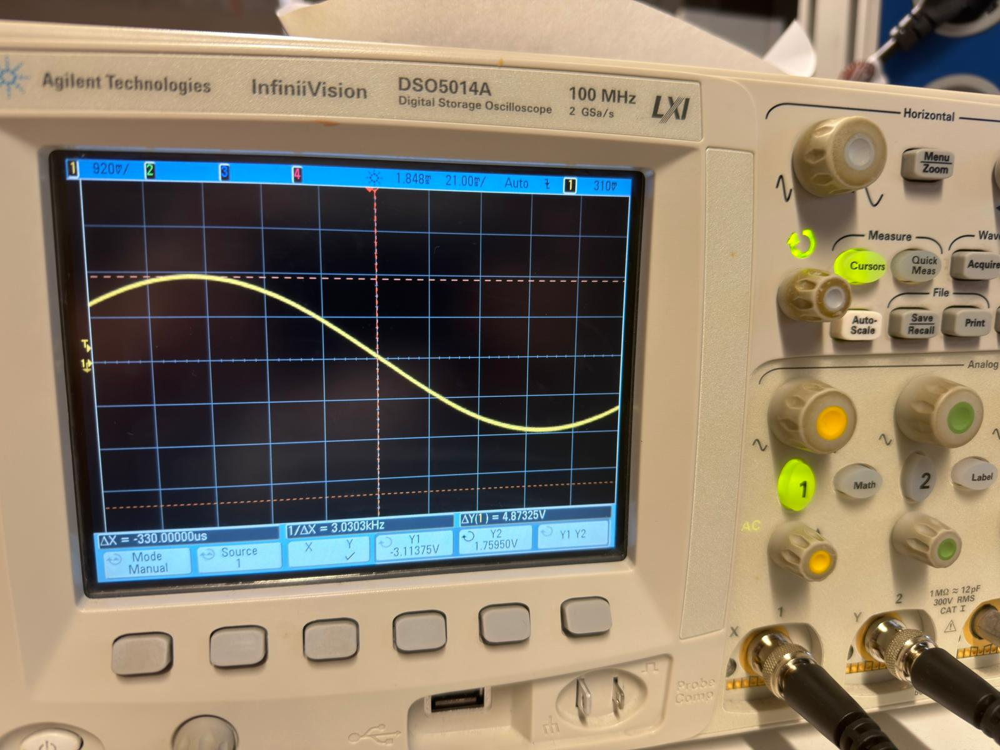 Agilent Technologies
InfiniiVision
DSO5014A
Digital Storage Oscilloscope
100 MHz
2 GSa/s
LXI
Horizontal
Menu
Zoom
1 920mV/ 2 3 4 1.848ms 21.00ms/ Auto 1 310mV
Measure
Cursors
Quick
Meas
Acquire
File
Auto-
Scale
Save
Recall
Print
T
1
Analog
1
Math
2
Label
AC
ΔX = -330.00000us
1/ΔX = 3.0303kHz
ΔY(1) = 4.87325V
Mode
Manual
Source
1
X Y
✓
Y1
-3.11375V
Y2
1.75950V
Y1 Y2
1MΩ ≈ 12pF
300V RMS
CAT I
1
2
X
Y
Probe
Comp